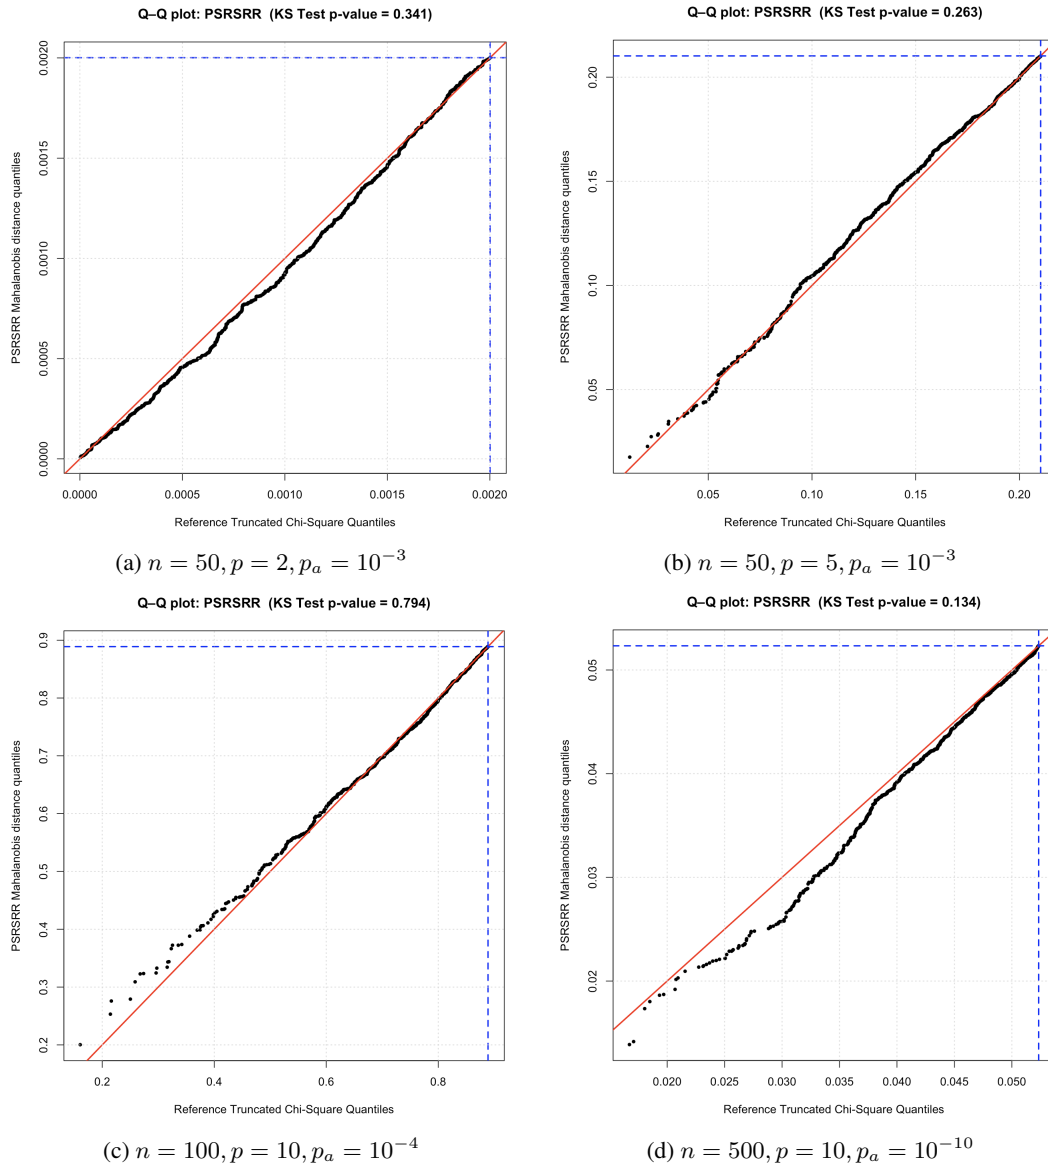 Q–Q plot: PSRSRR (KS Test p-value = 0.341)
PSRSRR Mahalanobis distance quantiles
0.0000
0.0005
0.0010
0.0015
0.0020
0.0000 0.0005 0.0010 0.0015 0.0020
Reference Truncated Chi-Square Quantiles
(a) n = 50, p = 2, pₐ = 10⁻³
Q–Q plot: PSRSRR (KS Test p-value = 0.263)
PSRSRR Mahalanobis distance quantiles
0.05
0.10
0.15
0.20
0.05 0.10 0.15 0.20
Reference Truncated Chi-Square Quantiles
(b) n = 50, p = 5, pₐ = 10⁻³
Q–Q plot: PSRSRR (KS Test p-value = 0.794)
PSRSRR Mahalanobis distance quantiles
0.2
0.3
0.4
0.5
0.6
0.7
0.8
0.9
0.2 0.4 0.6 0.8
Reference Truncated Chi-Square Quantiles
(c) n = 100, p = 10, pₐ = 10⁻⁴
Q–Q plot: PSRSRR (KS Test p-value = 0.134)
PSRSRR Mahalanobis distance quantiles
0.02
0.03
0.04
0.05
0.020 0.025 0.030 0.035 0.040 0.045 0.050
Reference Truncated Chi-Square Quantiles
(d) n = 500, p = 10, pₐ = 10⁻¹⁰